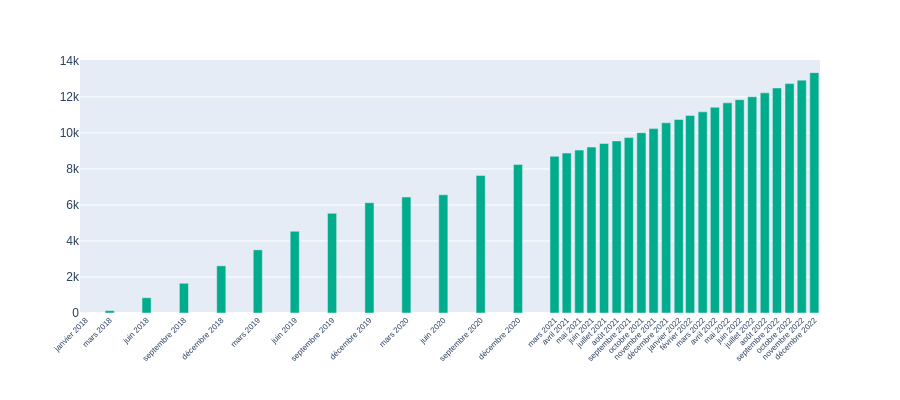 14k
12k
10k
8k
6k
4k
2k
0
janvier 2018
mars 2018
juin 2018
septembre 2018
décembre 2018
mars 2019
juin 2019
septembre 2019
décembre 2019
mars 2020
juin 2020
septembre 2020
décembre 2020
mars 2021
avril 2021
mai 2021
juin 2021
juillet 2021
août 2021
septembre 2021
octobre 2021
novembre 2021
décembre 2021
janvier 2022
février 2022
mars 2022
avril 2022
mai 2022
juin 2022
juillet 2022
août 2022
septembre 2022
octobre 2022
novembre 2022
décembre 2022